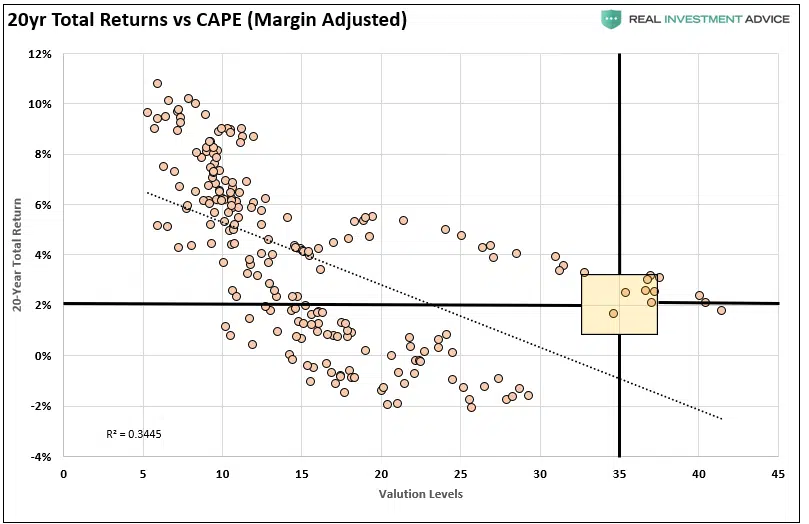 20yr Total Returns vs CAPE (Margin Adjusted)
REAL INVESTMENT ADVICE
12%
10%
8%
6%
4%
2%
0%
-2%
-4%
20-Year Total Return
R² = 0.3445
0 5 10 15 20 25 30 35 40 45
Valution Levels